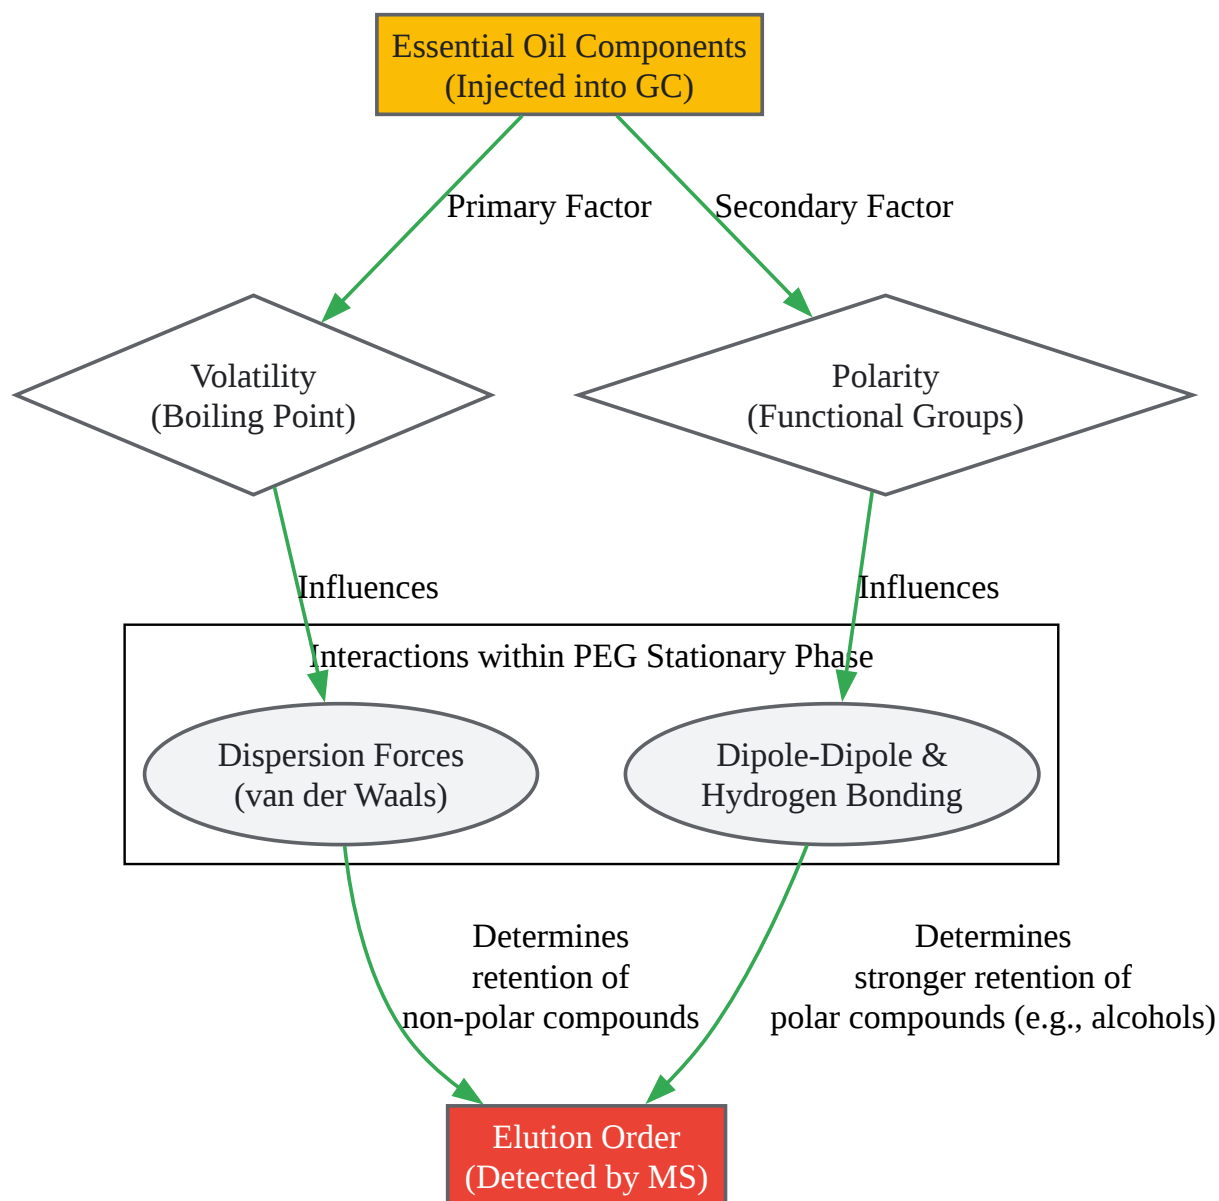 Essential Oil Components
(Injected into GC)
Primary Factor
Secondary Factor
Volatility
(Boiling Point)
Polarity
(Functional Groups)
Influences
Influences
Interactions within PEG Stationary Phase
Dispersion Forces
(van der Waals)
Dipole-Dipole &
Hydrogen Bonding
Determines
retention of
non-polar compounds
Determines
stronger retention of
polar compounds (e.g., alcohols)
Elution Order
(Detected by MS)